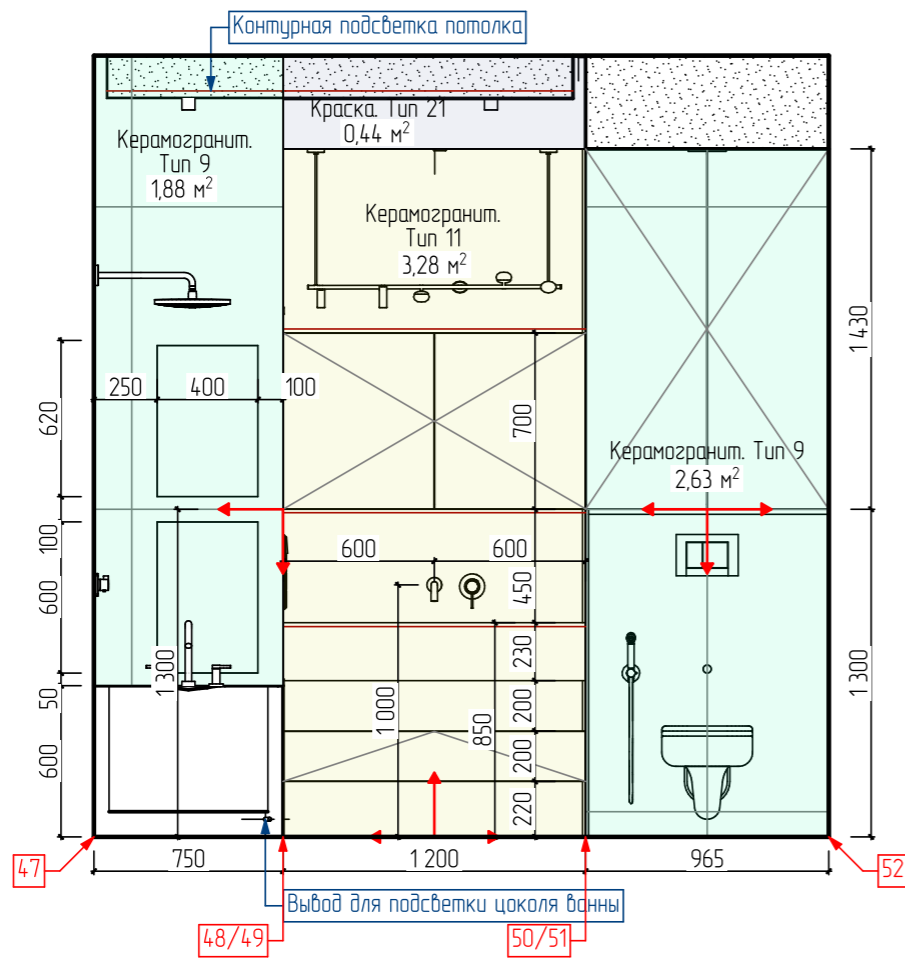 Контурная подсветка потолка
Краска. Тип 21
0,44 м²
Керамогранит.
Тип 9
1,88 м²
Керамогранит.
Тип 11
3,28 м²
1 430
250
400
100
620
700
Керамогранит. Тип 9
2,63 м²
100
600
600
600
450
1 300
230
1 300
50
1 000
850
200
600
200
220
750
1 200
965
47
52
Вывод для подсветки цоколя ванны
48/49
50/51